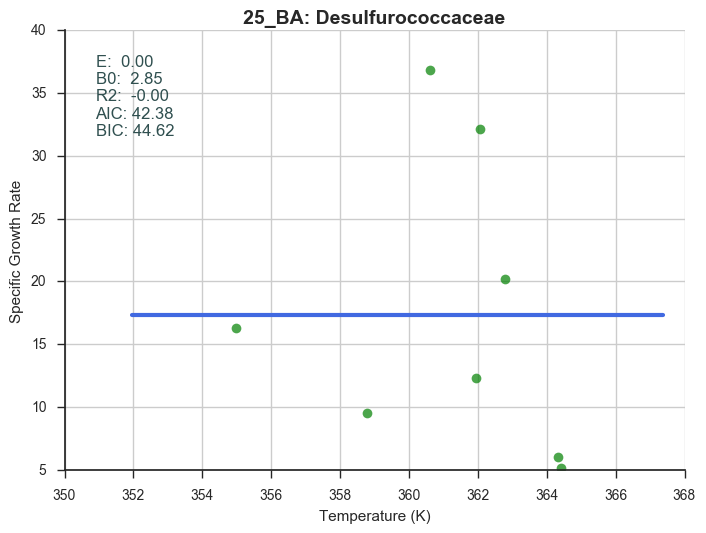 25_BA: Desulfurococcaceae
E: 0.00
B0: 2.85
R2: -0.00
AIC: 42.38
BIC: 44.62
Specific Growth Rate
40
35
30
25
20
15
10
5
350 352 354 356 358 360 362 364 366 368
Temperature (K)